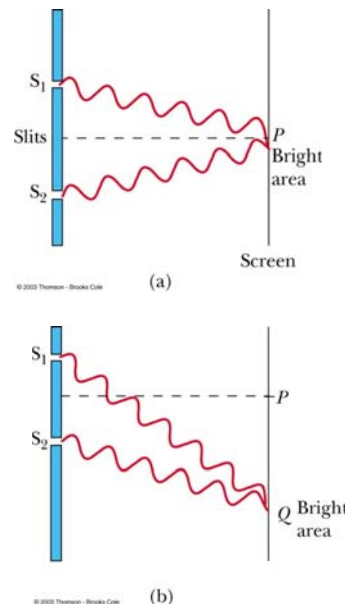 S1
Slits
P
Bright
area
S2
Screen
© 2003 Thomson - Brooks Cole
(a)
S1
P
S2
Q Bright
area
© 2003 Thomson - Brooks Cole
(b)